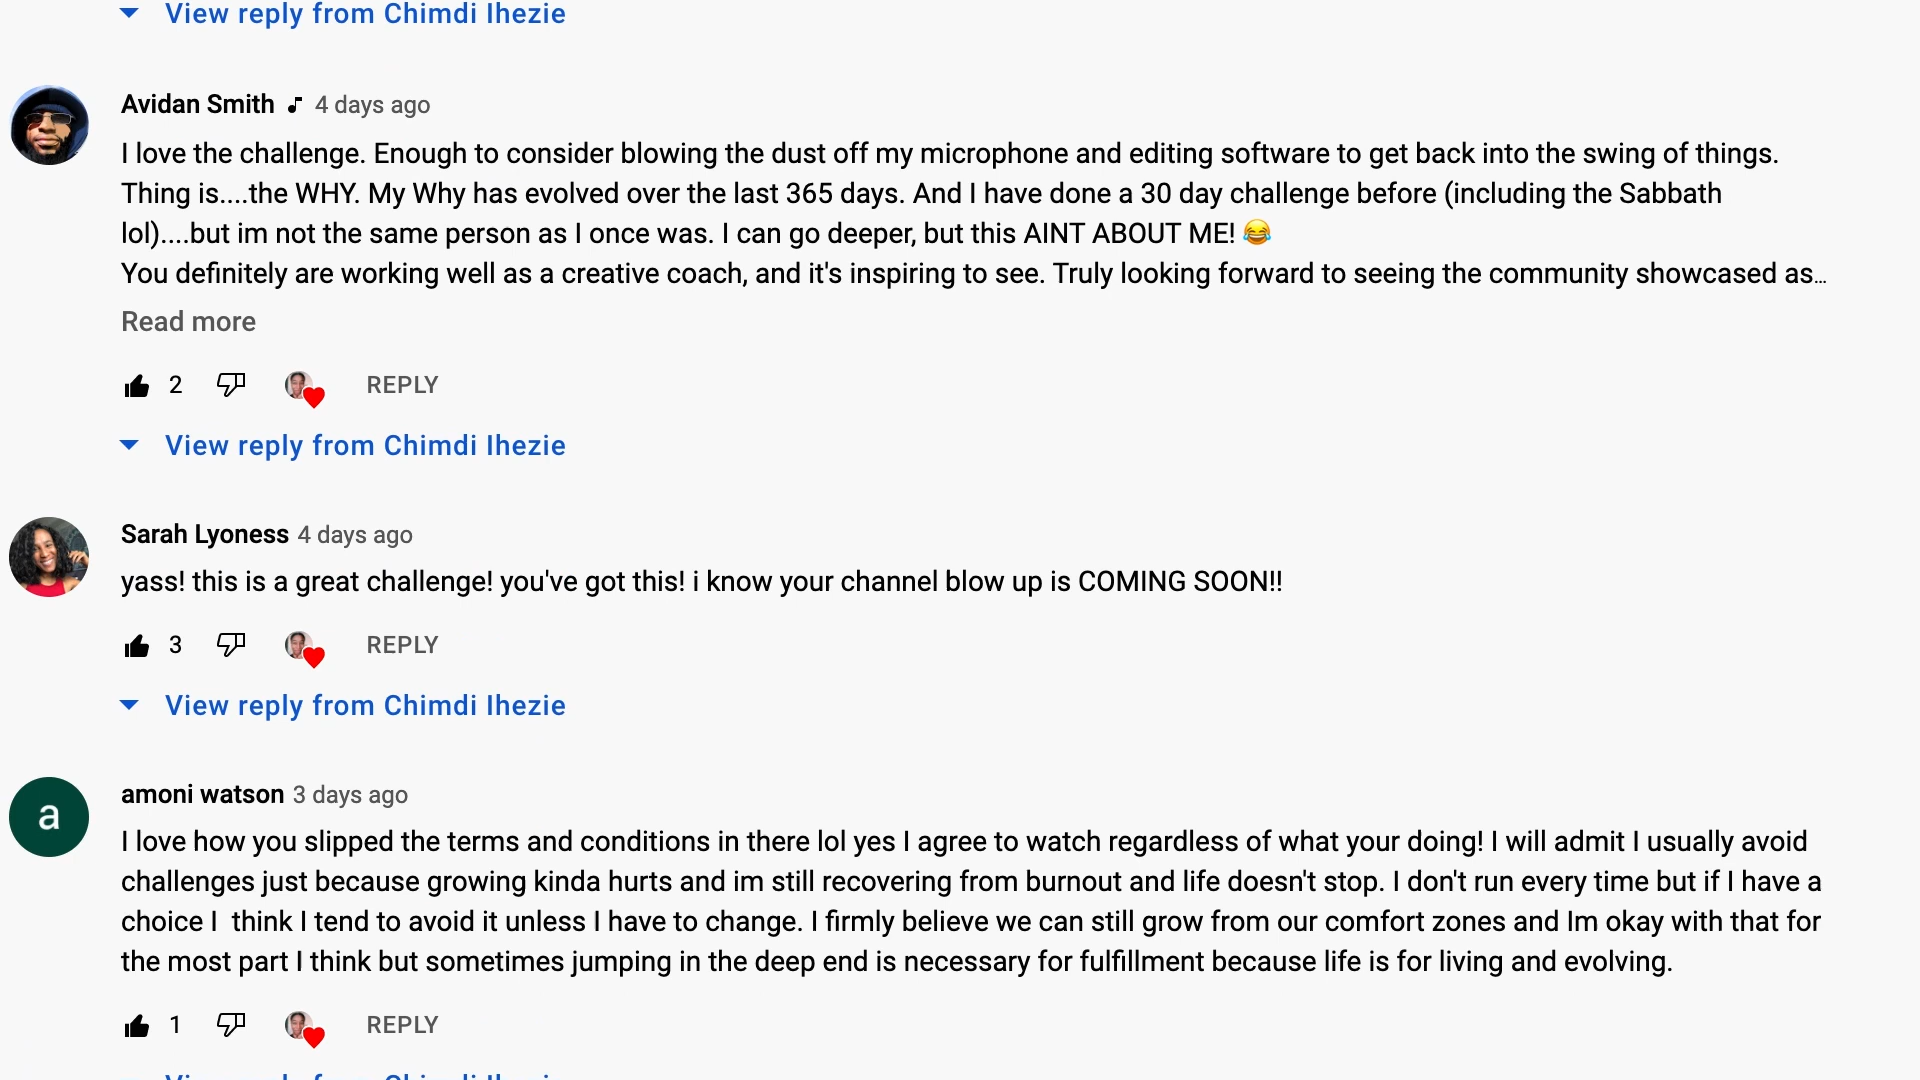 View reply from Chimdi Ihezie
Avidan Smith 4 days ago
I love the challenge. Enough to consider blowing the dust off my microphone and editing software to get back into the swing of things.
Thing is....the WHY. My Why has evolved over the last 365 days. And I have done a 30 day challenge before (including the Sabbath
lol)....but im not the same person as I once was. I can go deeper, but this AINT ABOUT ME! 😂
You definitely are working well as a creative coach, and it's inspiring to see. Truly looking forward to seeing the community showcased as...
Read more
2 REPLY
View reply from Chimdi Ihezie
Sarah Lyoness 4 days ago
yass! this is a great challenge! you've got this! i know your channel blow up is COMING SOON!!
3 REPLY
View reply from Chimdi Ihezie
a
amoni watson 3 days ago
I love how you slipped the terms and conditions in there lol yes I agree to watch regardless of what your doing! I will admit I usually avoid
challenges just because growing kinda hurts and im still recovering from burnout and life doesn't stop. I don't run every time but if I have a
choice I  think I tend to avoid it unless I have to change. I firmly believe we can still grow from our comfort zones and Im okay with that for
the most part I think but sometimes jumping in the deep end is necessary for fulfillment because life is for living and evolving.
1 REPLY